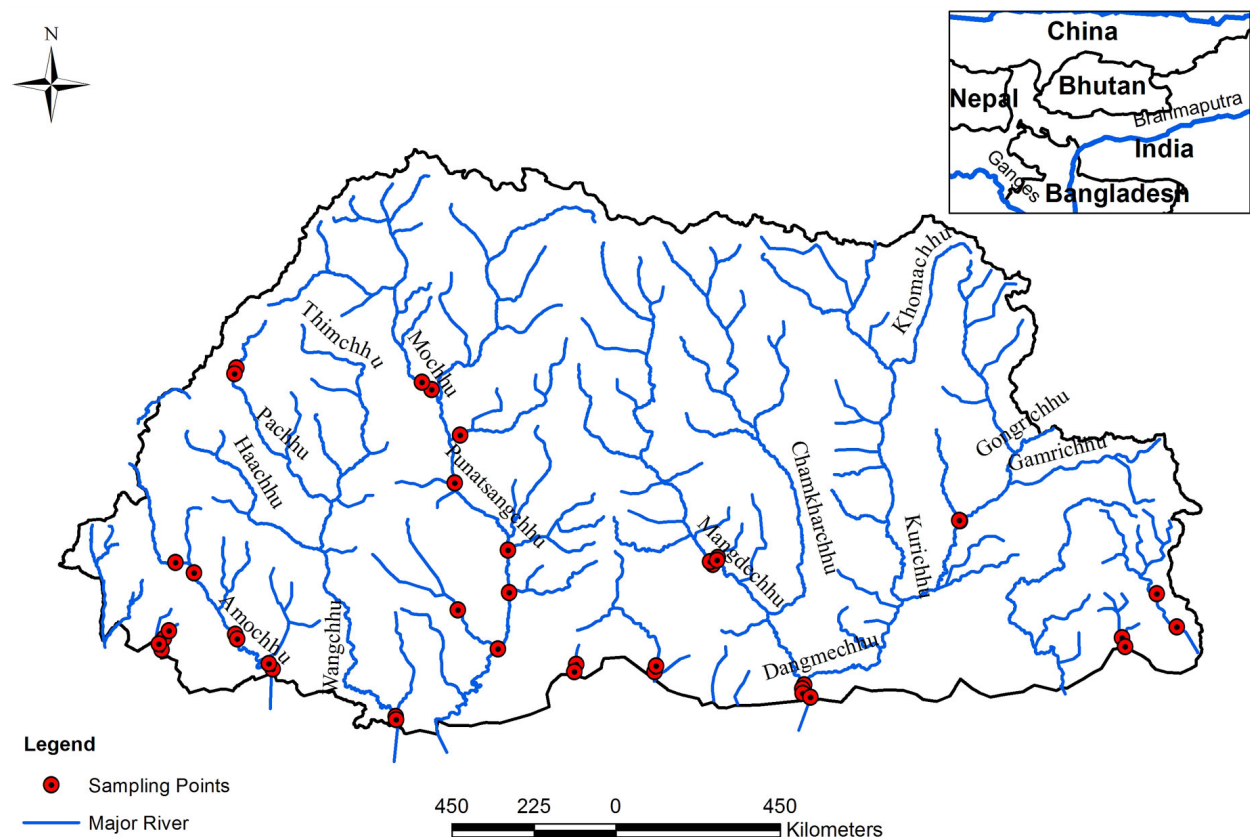 N
China
Bhutan
Nepal
Brahmaputra
India
Ganges
Bangladesh
Khomachhu
Thimchhu
Mochhu
Pachhu
Haachhu
Punatsangchhu
Gongrichhu
Gamrichhu
Chamkharchhu
Kurichhu
Mangdechhu
Amochhu
Wangchhu
Dangmechhu
Legend
Sampling Points
Major River
450 225 0 450
Kilometers